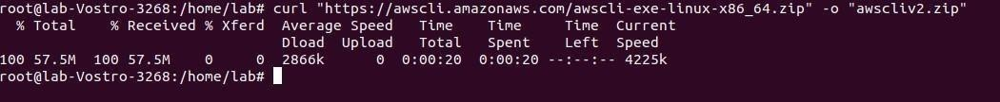 root@lab-Vostro-3268:/home/lab# curl "https://awscli.amazonaws.com/awscli-exe-linux-x86_64.zip" -o "awscliv2.zip"
  % Total    % Received % Xferd  Average Speed   Time    Time     Time  Current
                                 Dload  Upload   Total   Spent    Left  Speed
100 57.5M  100 57.5M    0     0  2866k      0  0:00:20  0:00:20 --:--:-- 4225k
root@lab-Vostro-3268:/home/lab#